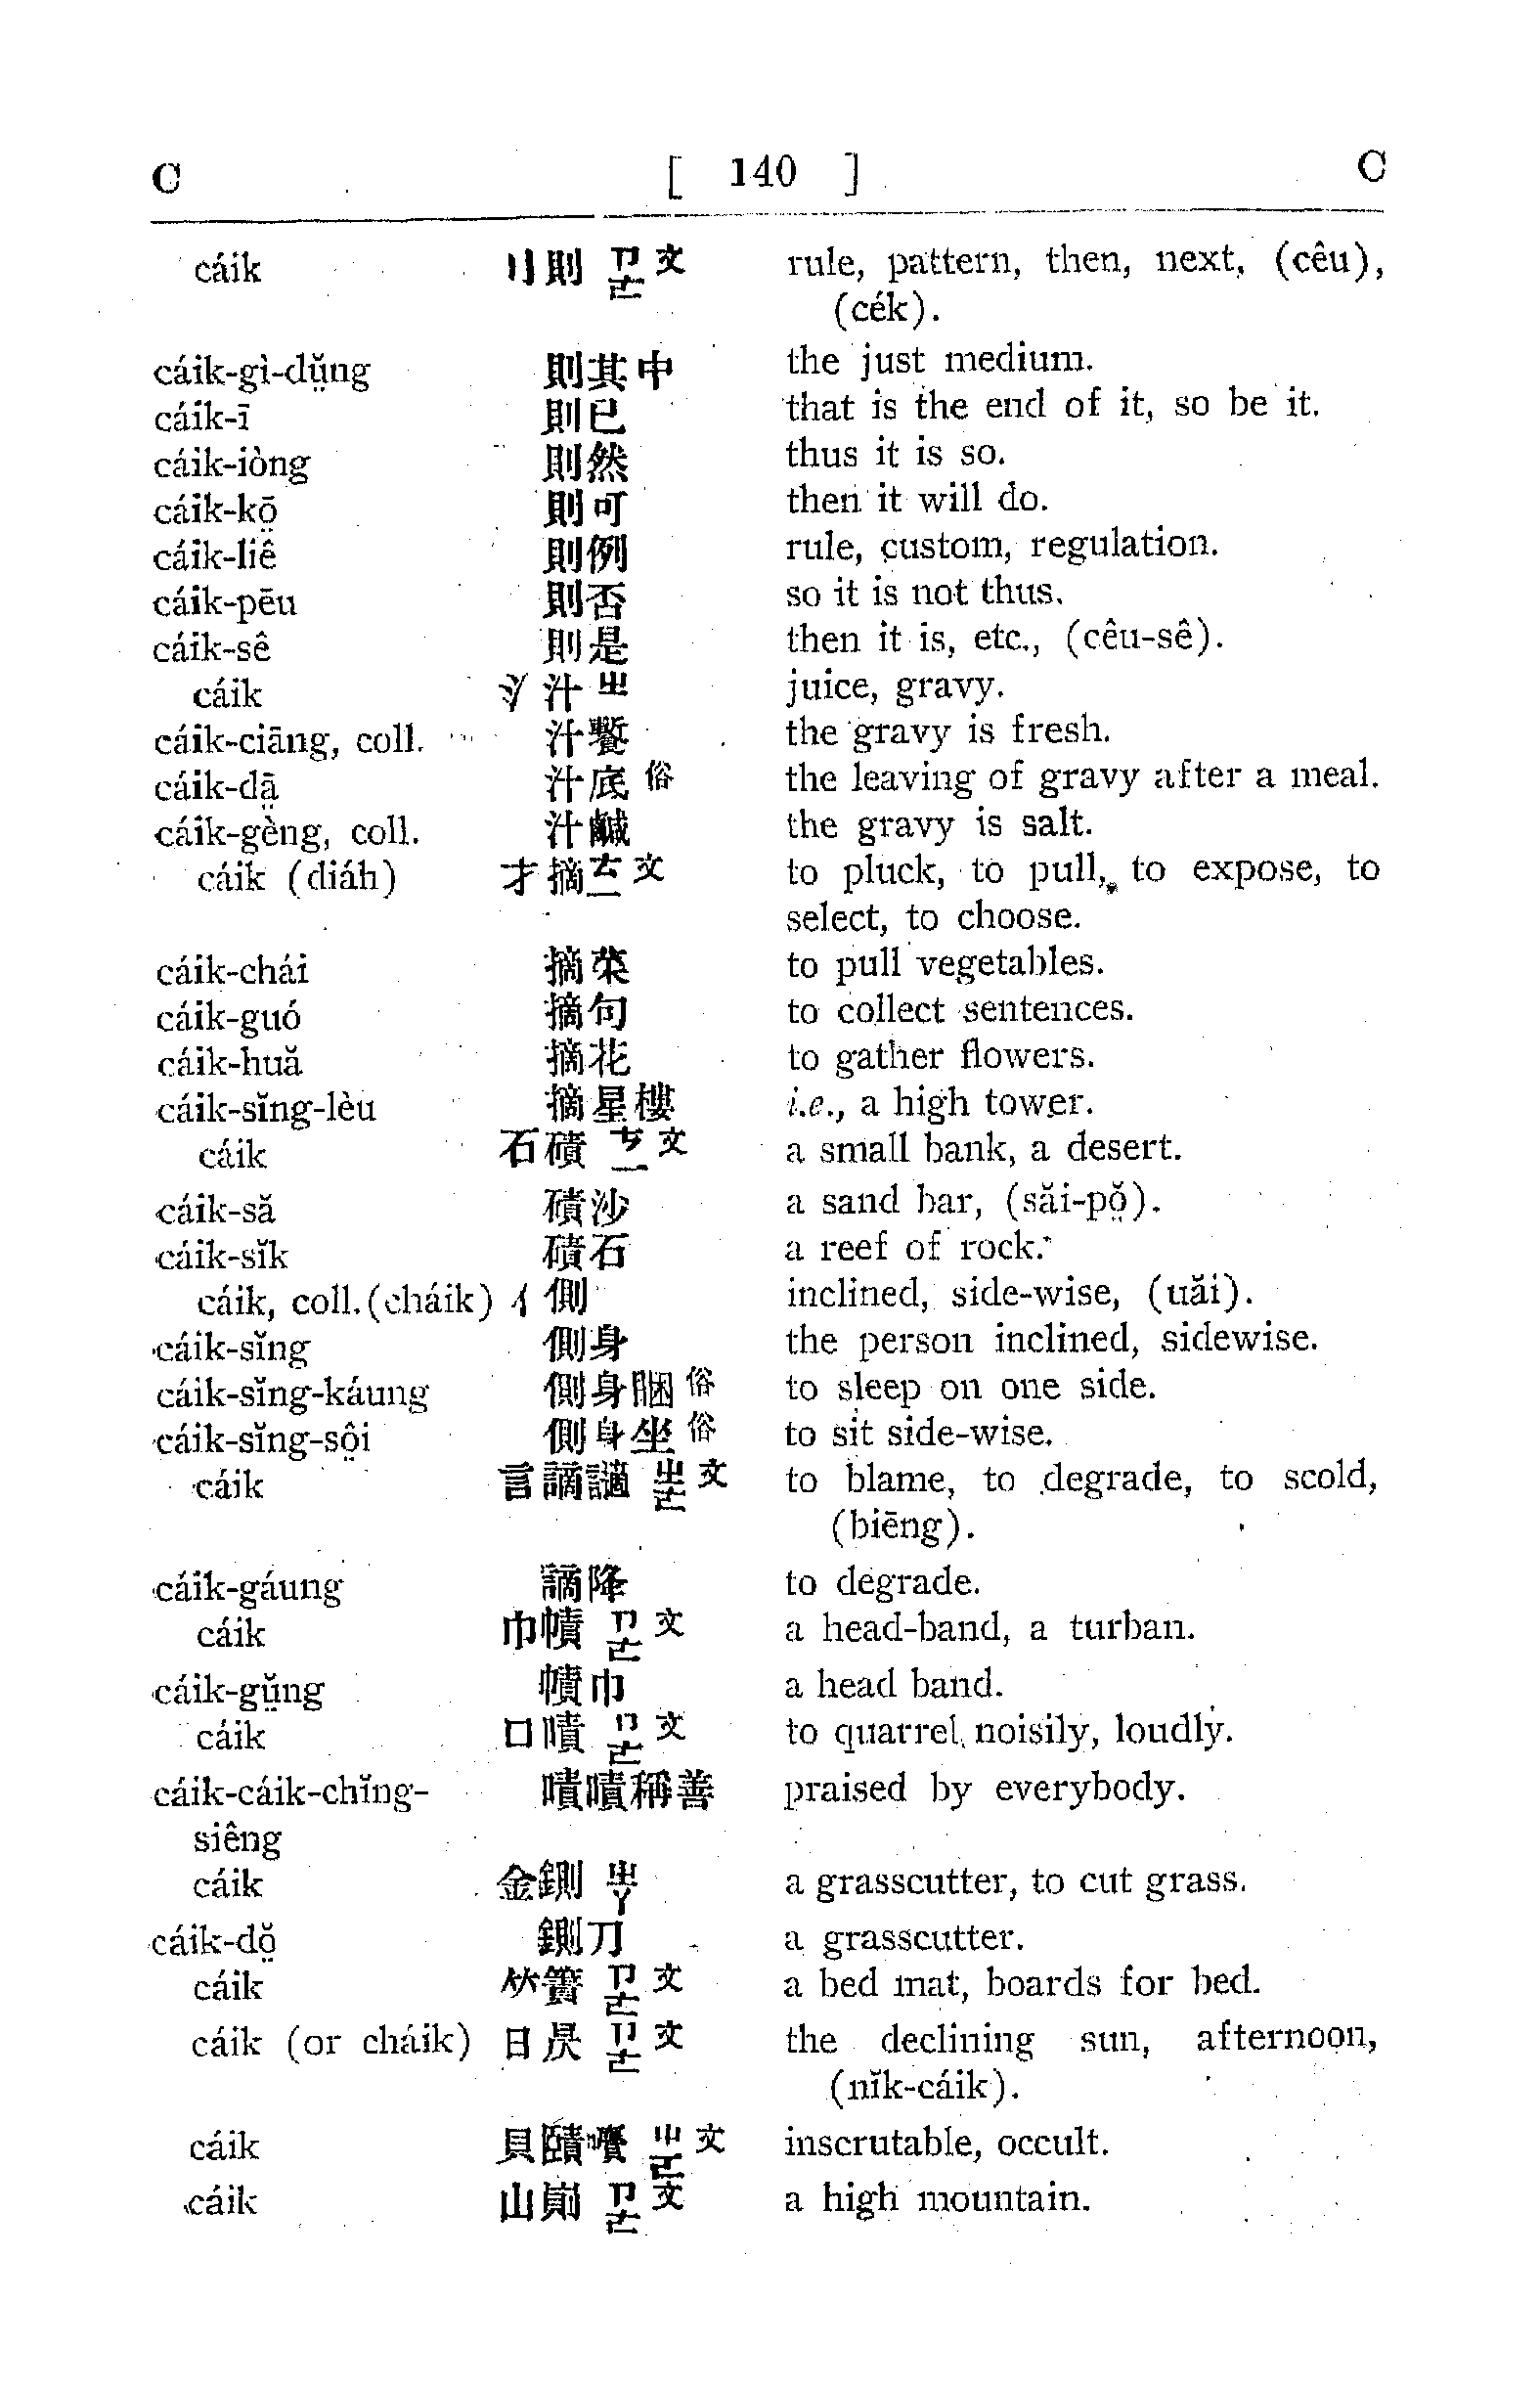 C [ 140 ] C
cáik 刂則 ㄗㄜ 文 rule, pattern, then, next, (cêu),
(cék).
cáik-gì-dṳ̆ng 則其中 the just medium.
cáik-ī 則已 that is the end of it, so be it.
cáik-iòng 則然 thus it is so.
cáik-kō̤ 則可 then it will do.
cáik-liê 則例 rule, custom, regulation.
cáik-pēu 則否 so it is not thus.
cáik-sê 則是 then it is, etc., (cêu-sê).
cáik 氵汁 ㄓ juice, gravy.
cáik-ciāng, coll. 汁饗 the gravy is fresh.
cáik-dā̤ 汁底 俗 the leaving of gravy after a meal.
cáik-gèng, coll. 汁鹹 the gravy is salt.
cáik (diáh) 才摘 ㄊㄧ 文 to pluck, to pull, to expose, to
select, to choose.
cáik-chái 摘菜 to pull vegetables.
cáik-guó 摘句 to collect sentences.
cáik-huă 摘花 to gather flowers.
cáik-sĭng-lèu 摘星樓 i.e., a high tower.
cáik 石磧 ㄘㄧ 文 a small bank, a desert.
cáik-să 磧沙 a sand bar, (săi-pŏ̤).
cáik-sĭk 磧石 a reef of rock.
cáik, coll. (cháik) 亻側 inclined, side-wise, (uăi).
cáik-sĭng 側身 the person inclined, sidewise.
cáik-sĭng-káung 側身睏 俗 to sleep on one side.
cáik-sĭng-sô̤i 側身坐 俗 to sit side-wise.
cáik 言謫讁 ㄓㄜ 文 to blame, to degrade, to scold,
(biēng).
cáik-gáung 謫降 to degrade.
cáik 巾幘 ㄗㄜ 文 a head-band, a turban.
cáik-gṳ̆ng 幘巾 a head band.
cáik 口嘖 ㄗㄜ 文 to quarrel noisily, loudly.
cáik-cáik-chĭng- 嘖嘖稱善 praised by everybody.
siêng
cáik 金鍘 ㄓㄚ a grasscutter, to cut grass.
cáik-dŏ̤ 鍘刀 a grasscutter.
cáik 竹簀 ㄗㄜ 文 a bed mat, boards for bed.
cáik (or cháik) 日昃 ㄗㄜ 文 the declining sun, afternoon,
(nĭk-cáik).
cáik 貝賾 文 inscrutable, occult.
cáik 山崱 ㄗㄜ 文 a high mountain.